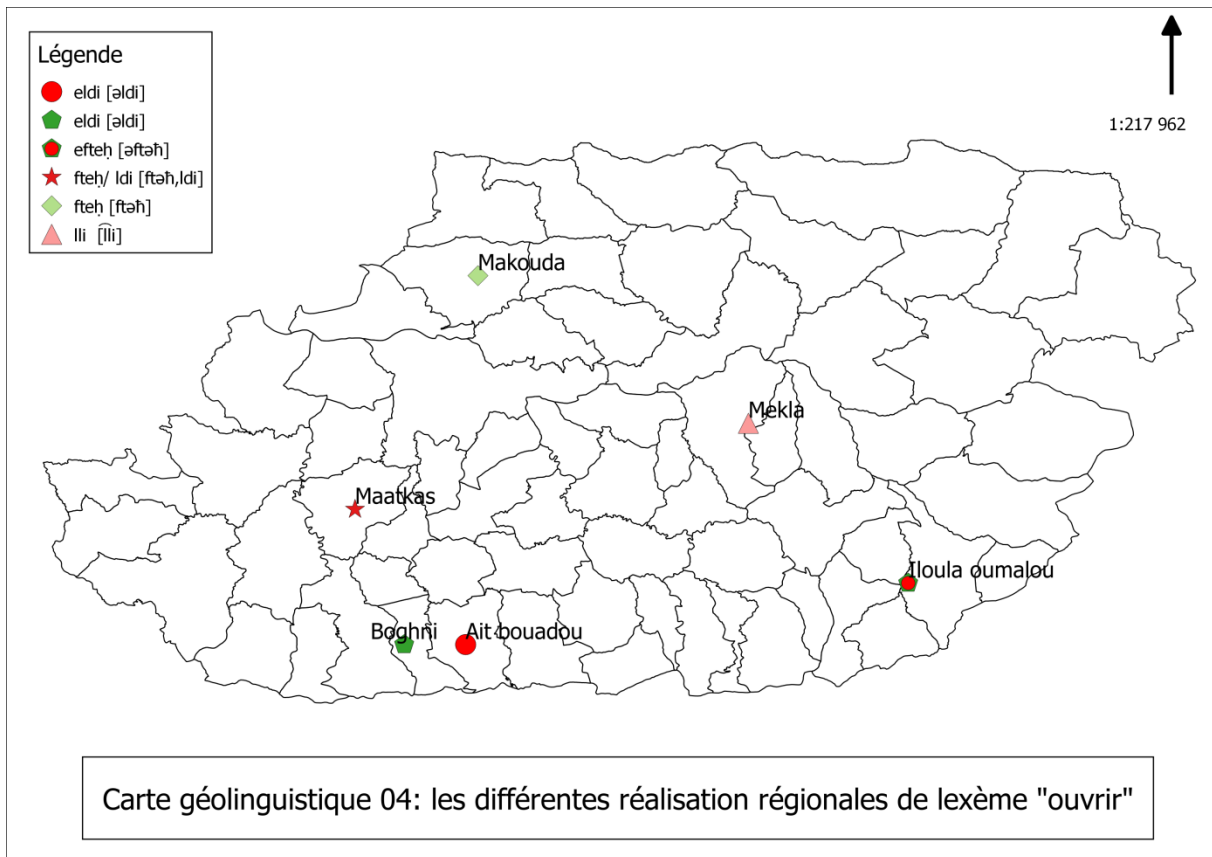 Légende
eldi [əldi]
eldi [əldi]
efteḥ [əftəħ]
fteḥ/ ldi [ftəħ,ldi]
fteḥ [ftəħ]
lli [l͡li]
1:217 962
Makouda
Mekla
Maatkas
Iloula oumalou
Boghni
Ait bouadou
Carte géolinguistique 04: les différentes réalisation régionales de lexème "ouvrir"